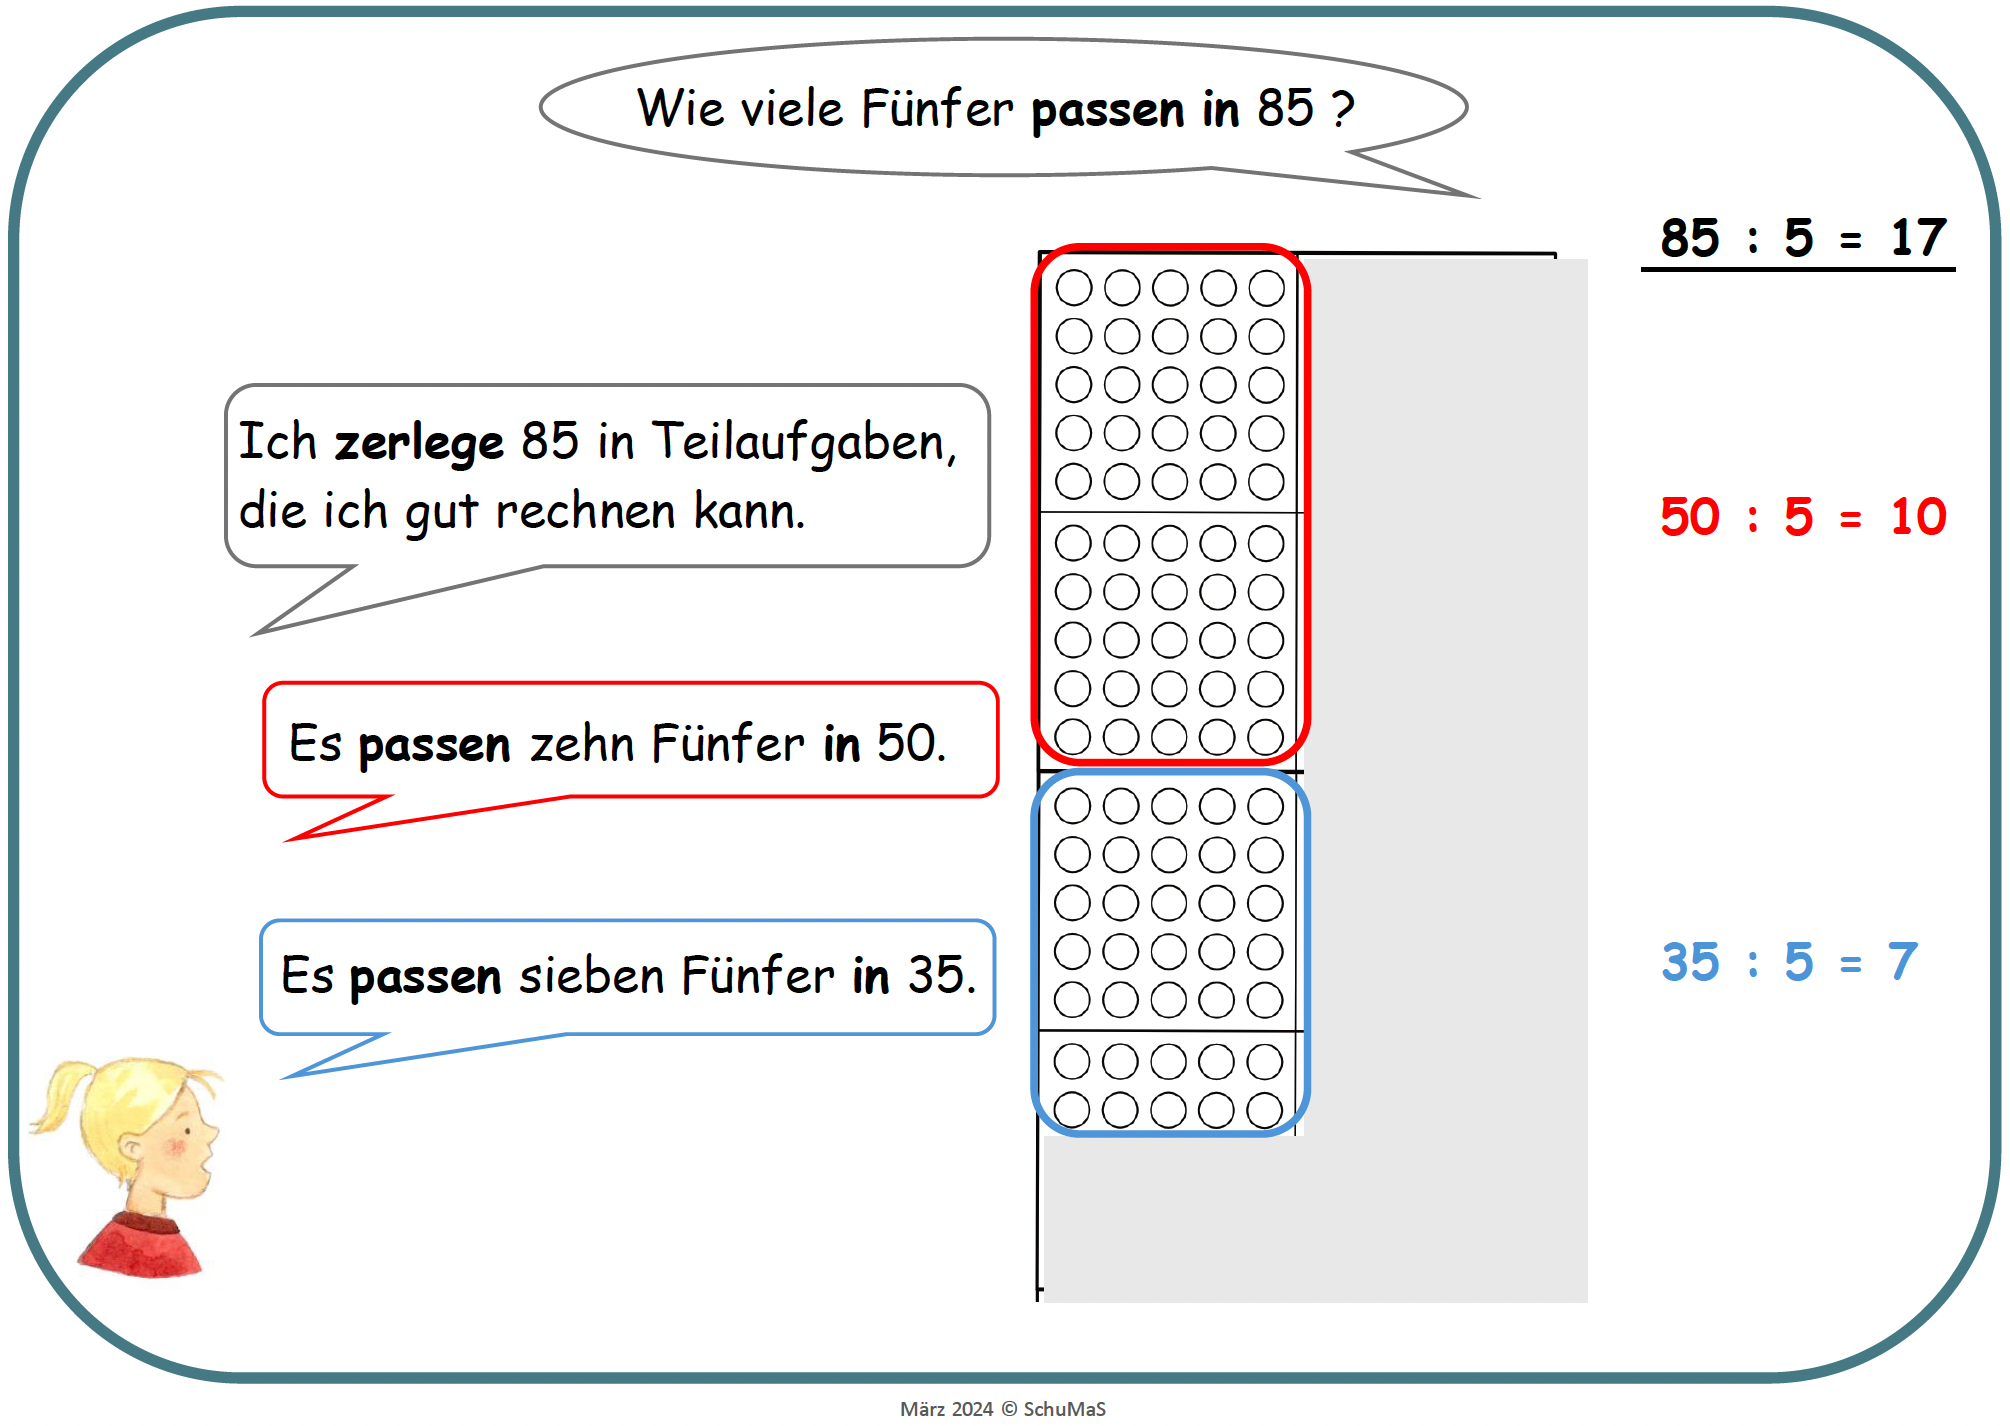 Wie viele Fünfer passen in 85 ?
85 : 5 = 17
Ich zerlege 85 in Teilaufgaben,
die ich gut rechnen kann.
50 : 5 = 10
Es passen zehn Fünfer in 50.
Es passen sieben Fünfer in 35.
35 : 5 = 7
März 2024 © SchuMaS